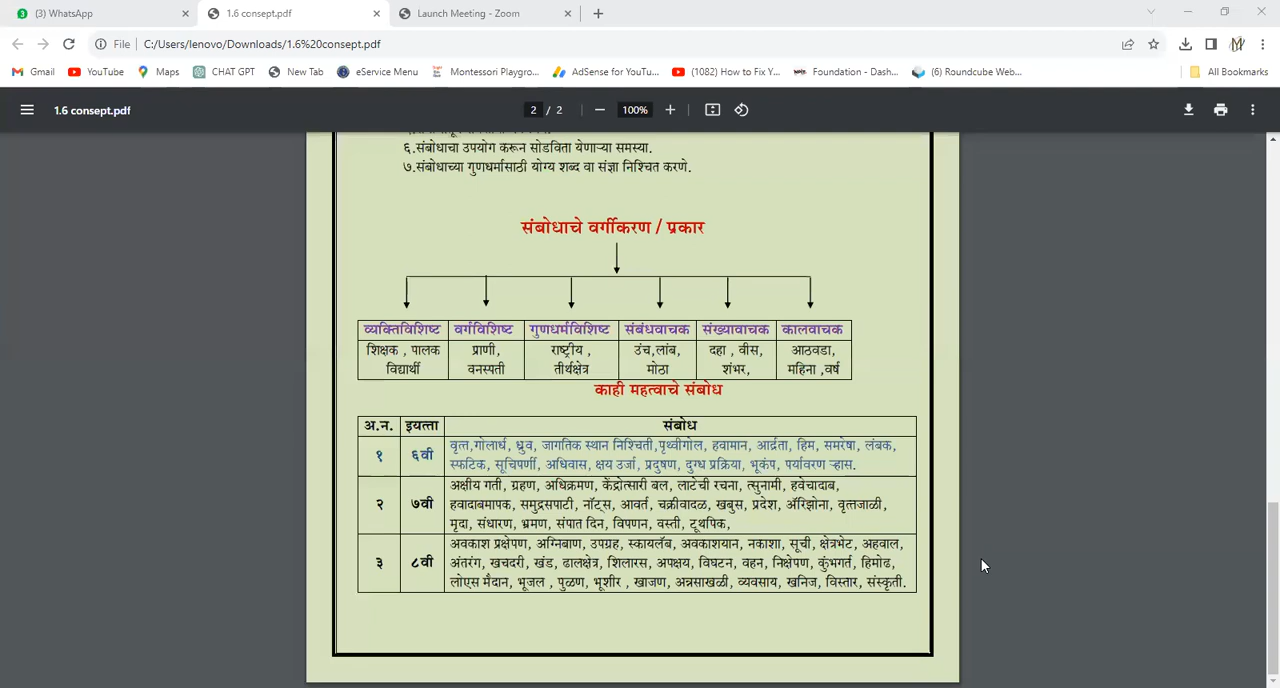 (3) WhatsApp
1.6 consept.pdf
Launch Meeting - Zoom
File
C:/Users/lenovo/Downloads/1.6%20consept.pdf
Gmail
YouTube
Maps
CHAT GPT
New Tab
eService Menu
Montessori Playgro...
AdSense for YouTu...
(1082) How to Fix Y...
Foundation - Dash...
(6) Roundcube Web...
All Bookmarks
1.6 consept.pdf
2 / 2
100%
६.संबोधाचा उपयोग करून सोडविता येणाऱ्या समस्या.
७.संबोधाच्या गुणधर्मासाठी योग्य शब्द वा संज्ञा निश्चित करणे.
संबोधाचे वर्गीकरण / प्रकार
व्यक्तिविशिष्ट वर्गविशिष्ट गुणधर्मविशिष्ट संबंधवाचक संख्यावाचक कालवाचक
शिक्षक , पालक प्राणी, राष्ट्रीय , उंच,लांब, दहा , वीस, आठवडा,
विद्यार्थी वनस्पती तीर्थक्षेत्र मोठा शंभर, महिना ,वर्ष
काही महत्वाचे संबोध
अ.न. इयत्ता संबोध
१ ६वी वृत्त,गोलार्ध, ध्रुव, जागतिक स्थान निश्चिती,पृथ्वीगोल, हवामान, आर्द्रता, हिम, समरेषा, लंबक,
स्फटिक, सूचिपर्णी, अधिवास, क्षय उर्जा, प्रदुषण, दुग्ध प्रक्रिया, भूकंप, पर्यावरण ऱ्हास.
२ ७वी अक्षीय गती, ग्रहण, अधिक्रमण, केंद्रोत्सारी बल, लाटेची रचना, त्सुनामी, हवेचादाब,
हवादाबमापक, समुद्रसपाटी, नॉट्स, आवर्त, चक्रीवादळ, खबुस, प्रदेश, ऑरिझोना, वृत्तजाळी,
मृदा, संधारण, भ्रमण, संपात दिन, विपणन, वस्ती, टूथपिक,
३ ८वी अवकाश प्रक्षेपण, अग्निबाण, उपग्रह, स्कायलॅब, अवकाशयान, नकाशा, सूची, क्षेत्रभेट, अहवाल,
अंतरंग, खचदरी, खंड, ढालक्षेत्र, शिलारस, अपक्षय, विघटन, वहन, निक्षेपण, कुंभगर्त, हिमोढ,
लोएस मैदान, भूजल , पुळण, भूशीर , खाजण, अन्नसाखळी, व्यवसाय, खनिज, विस्तार, संस्कृती.